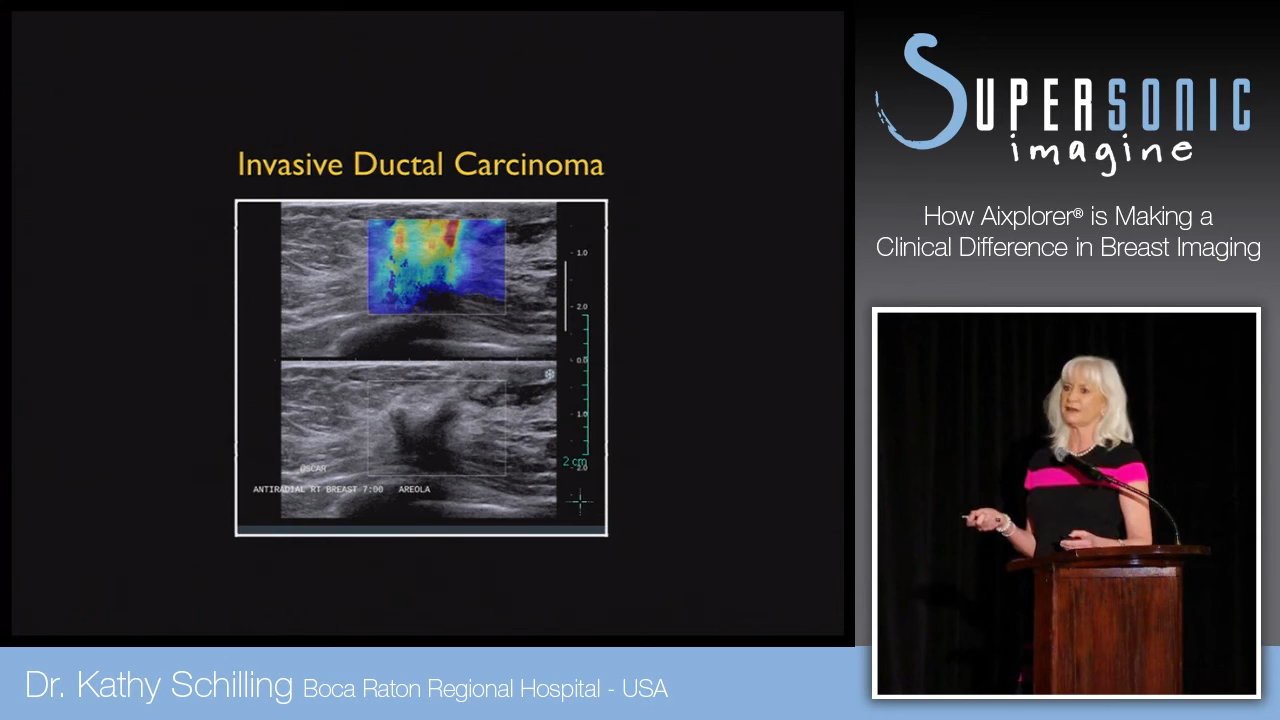 Invasive Ductal Carcinoma
1.0
2.0
0.0
1.0
2 cm
2.0
OSCAR
ANTIRADIAL RT BREAST 7:00 AREOLA
SUPERSONIC
imagine
How Aixplorer® is Making a
Clinical Difference in Breast Imaging
Dr. Kathy Schilling Boca Raton Regional Hospital - USA